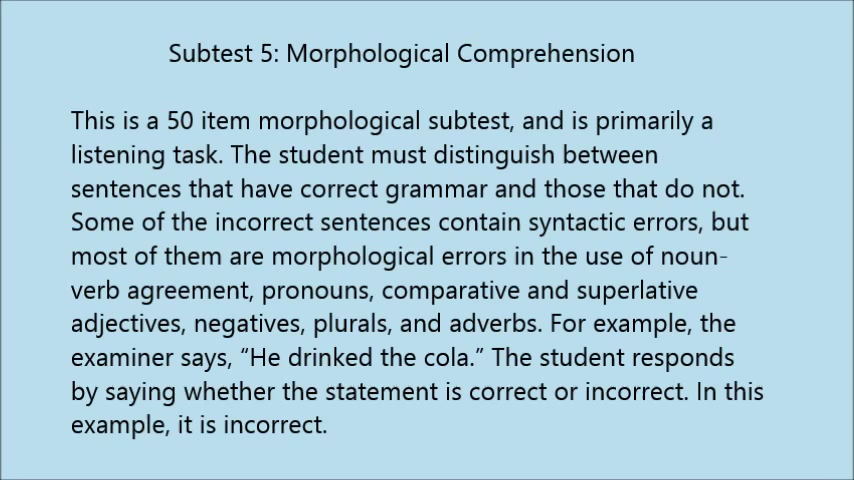 Subtest 5: Morphological Comprehension
This is a 50 item morphological subtest, and is primarily a
listening task. The student must distinguish between
sentences that have correct grammar and those that do not.
Some of the incorrect sentences contain syntactic errors, but
most of them are morphological errors in the use of noun-
verb agreement, pronouns, comparative and superlative
adjectives, negatives, plurals, and adverbs. For example, the
examiner says, “He drinked the cola.” The student responds
by saying whether the statement is correct or incorrect. In this
example, it is incorrect.